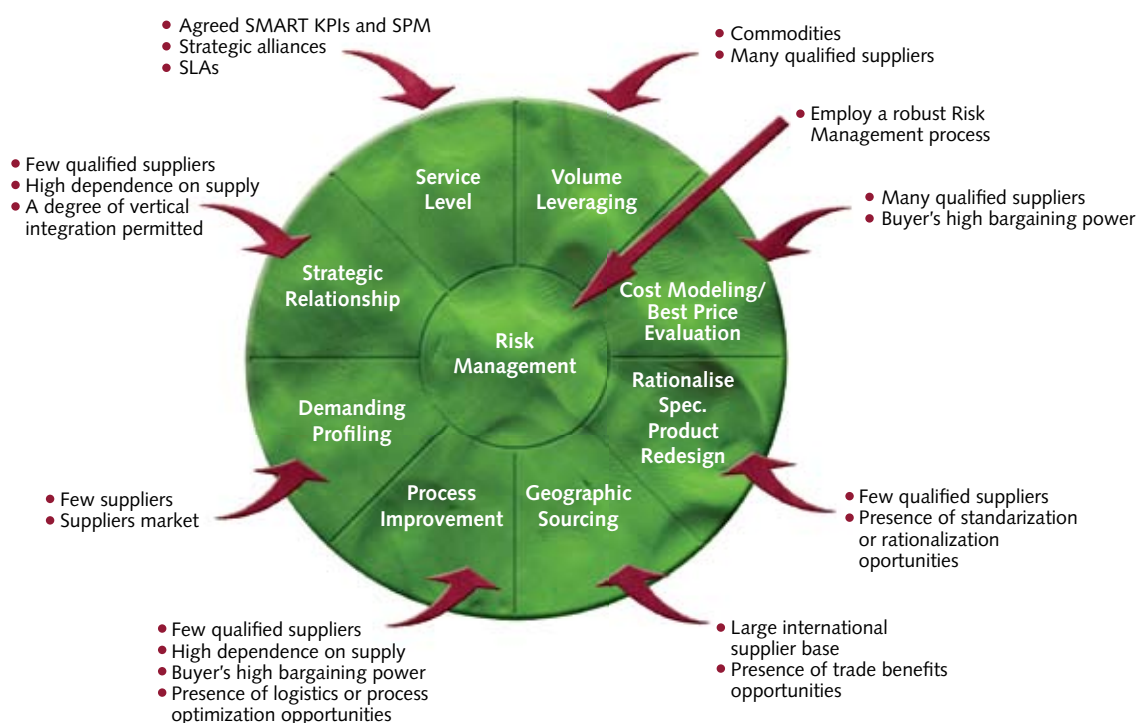 • Agreed SMART KPIs and SPM
• Strategic alliances
• SLAs
• Commodities
• Many qualified suppliers
• Employ a robust Risk
Management process
• Few qualified suppliers
• High dependence on supply
• A degree of vertical
integration permitted
• Many qualified suppliers
• Buyer's high bargaining power
Service
Level
Volume
Leveraging
Strategic
Relationship
Cost Modeling/
Best Price
Evaluation
Risk
Management
Demanding
Profiling
Rationalise
Spec.
Product
Redesign
Process
Improvement
Geographic
Sourcing
• Few suppliers
• Suppliers market
• Few qualified suppliers
• Presence of standarization
or rationalization
oportunities
• Few qualified suppliers
• High dependence on supply
• Buyer's high bargaining power
• Presence of logistics or process
optimization opportunities
• Large international
supplier base
• Presence of trade benefits
opportunities